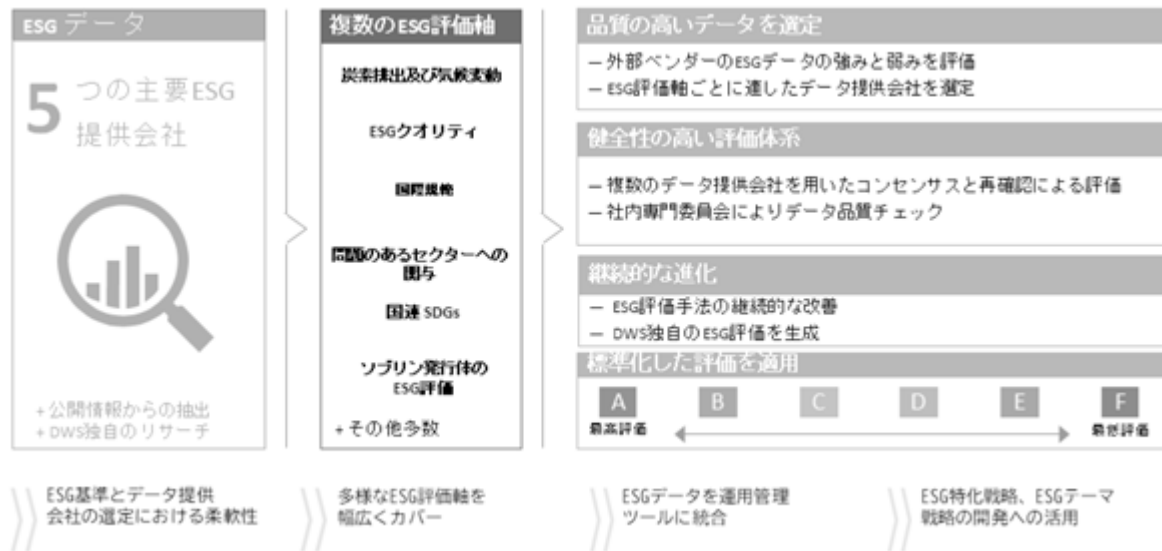 ESG データ
5 つの主要ESG
提供会社
+公開情報からの抽出
+DWS独自のリサーチ
複数のESG評価軸
炭素排出及び気候変動
ESGクオリティ
国際規範
問題のあるセクターへの
関与
国連 SDGs
ソブリン発行体の
ESG評価
+その他多数
品質の高いデータを選定
— 外部ベンダーのESGデータの強みと弱みを評価
— ESG評価軸ごとに適したデータ提供会社を選定
健全性の高い評価体系
— 複数のデータ提供会社を用いたコンセンサスと再確認による評価
— 社内専門委員会によりデータ品質チェック
継続的な進化
— ESG評価手法の継続的な改善
— DWS独自のESG評価を生成
標準化した評価を適用
A B C D E F
最高評価 最低評価
ESG基準とデータ提供
会社の選定における柔軟性
多様なESG評価軸を
幅広くカバー
ESGデータを運用管理
ツールに統合
ESG特化戦略、ESGテーマ
戦略の開発への活用